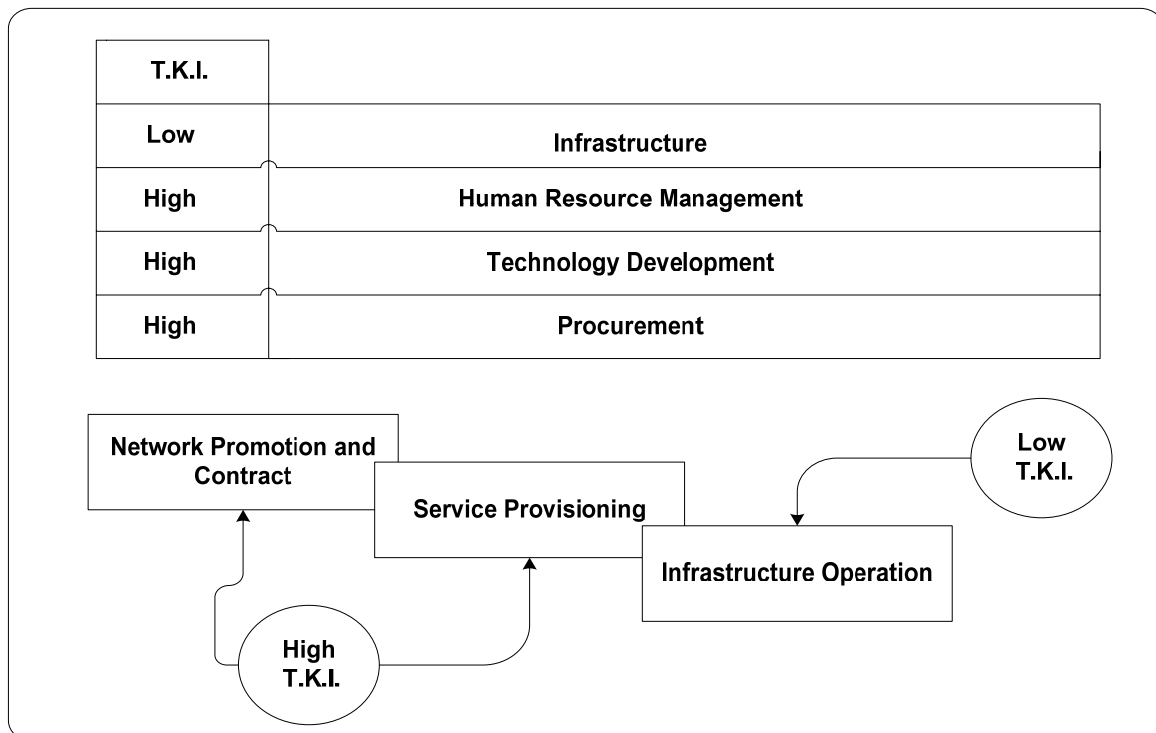 T.K.I.
Low
Infrastructure
High
Human Resource Management
High
Technology Development
High
Procurement
Network Promotion and
Contract
Service Provisioning
Infrastructure Operation
Low
T.K.I.
High
T.K.I.